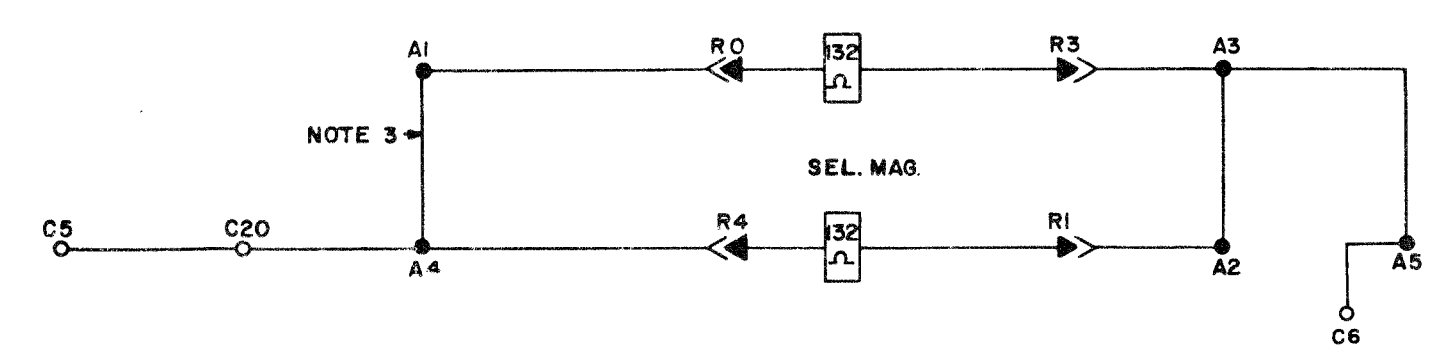 A1
R0
132
Ω
R3
A3
NOTE 3
SEL. MAG.
C5
C20
A4
R4
132
Ω
R1
A2
A5
C6